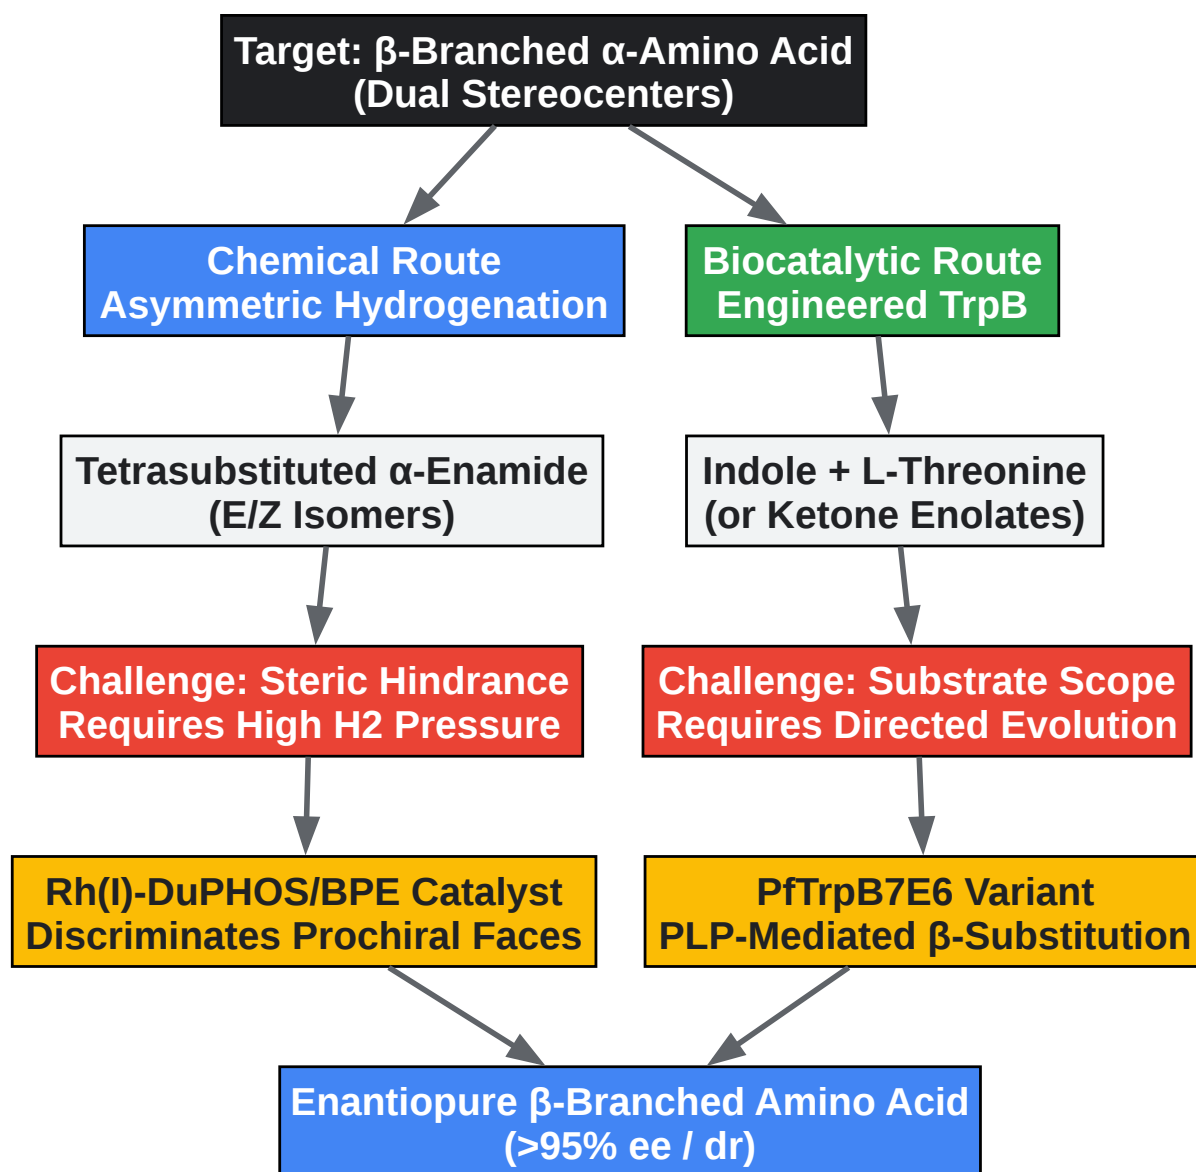 Target: β-Branched α-Amino Acid
(Dual Stereocenters)
Chemical Route
Asymmetric Hydrogenation
Biocatalytic Route
Engineered TrpB
Tetrasubstituted α-Enamide
(E/Z Isomers)
Indole + L-Threonine
(or Ketone Enolates)
Challenge: Steric Hindrance
Requires High H2 Pressure
Challenge: Substrate Scope
Requires Directed Evolution
Rh(I)-DuPHOS/BPE Catalyst
Discriminates Prochiral Faces
PfTrpB7E6 Variant
PLP-Mediated β-Substitution
Enantiopure β-Branched Amino Acid
(>95% ee / dr)